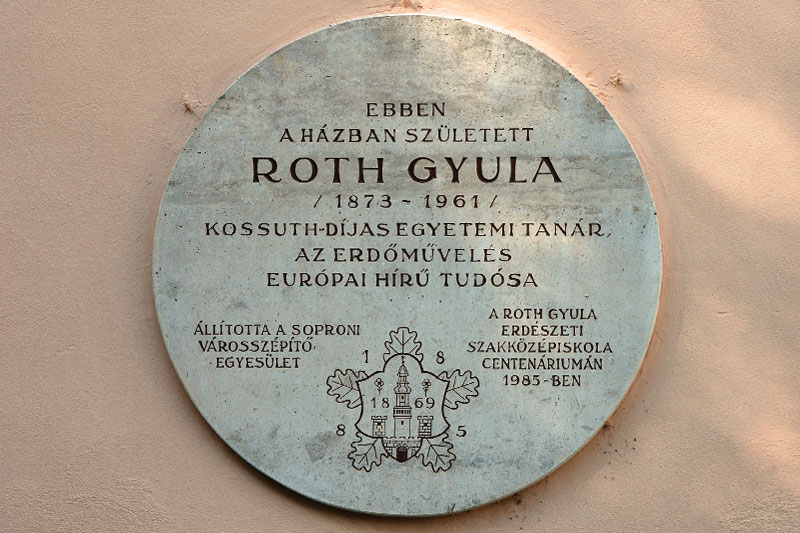 EBBEN
A HÁZBAN SZÜLETETT
ROTH GYULA
/ 1873 ~ 1961 /
KOSSUTH-DÍJAS EGYETEMI TANÁR,
AZ ERDŐMŰVELÉS
EURÓPAI HÍRŰ TUDÓSA
ÁLLÍTOTTA A SOPRONI
VÁROSSZÉPÍTŐ
EGYESÜLET
A ROTH GYULA
ERDÉSZETI
SZAKKÖZÉPISKOLA
CENTENÁRIUMÁN
1985-BEN
1 8
18 69
8 5